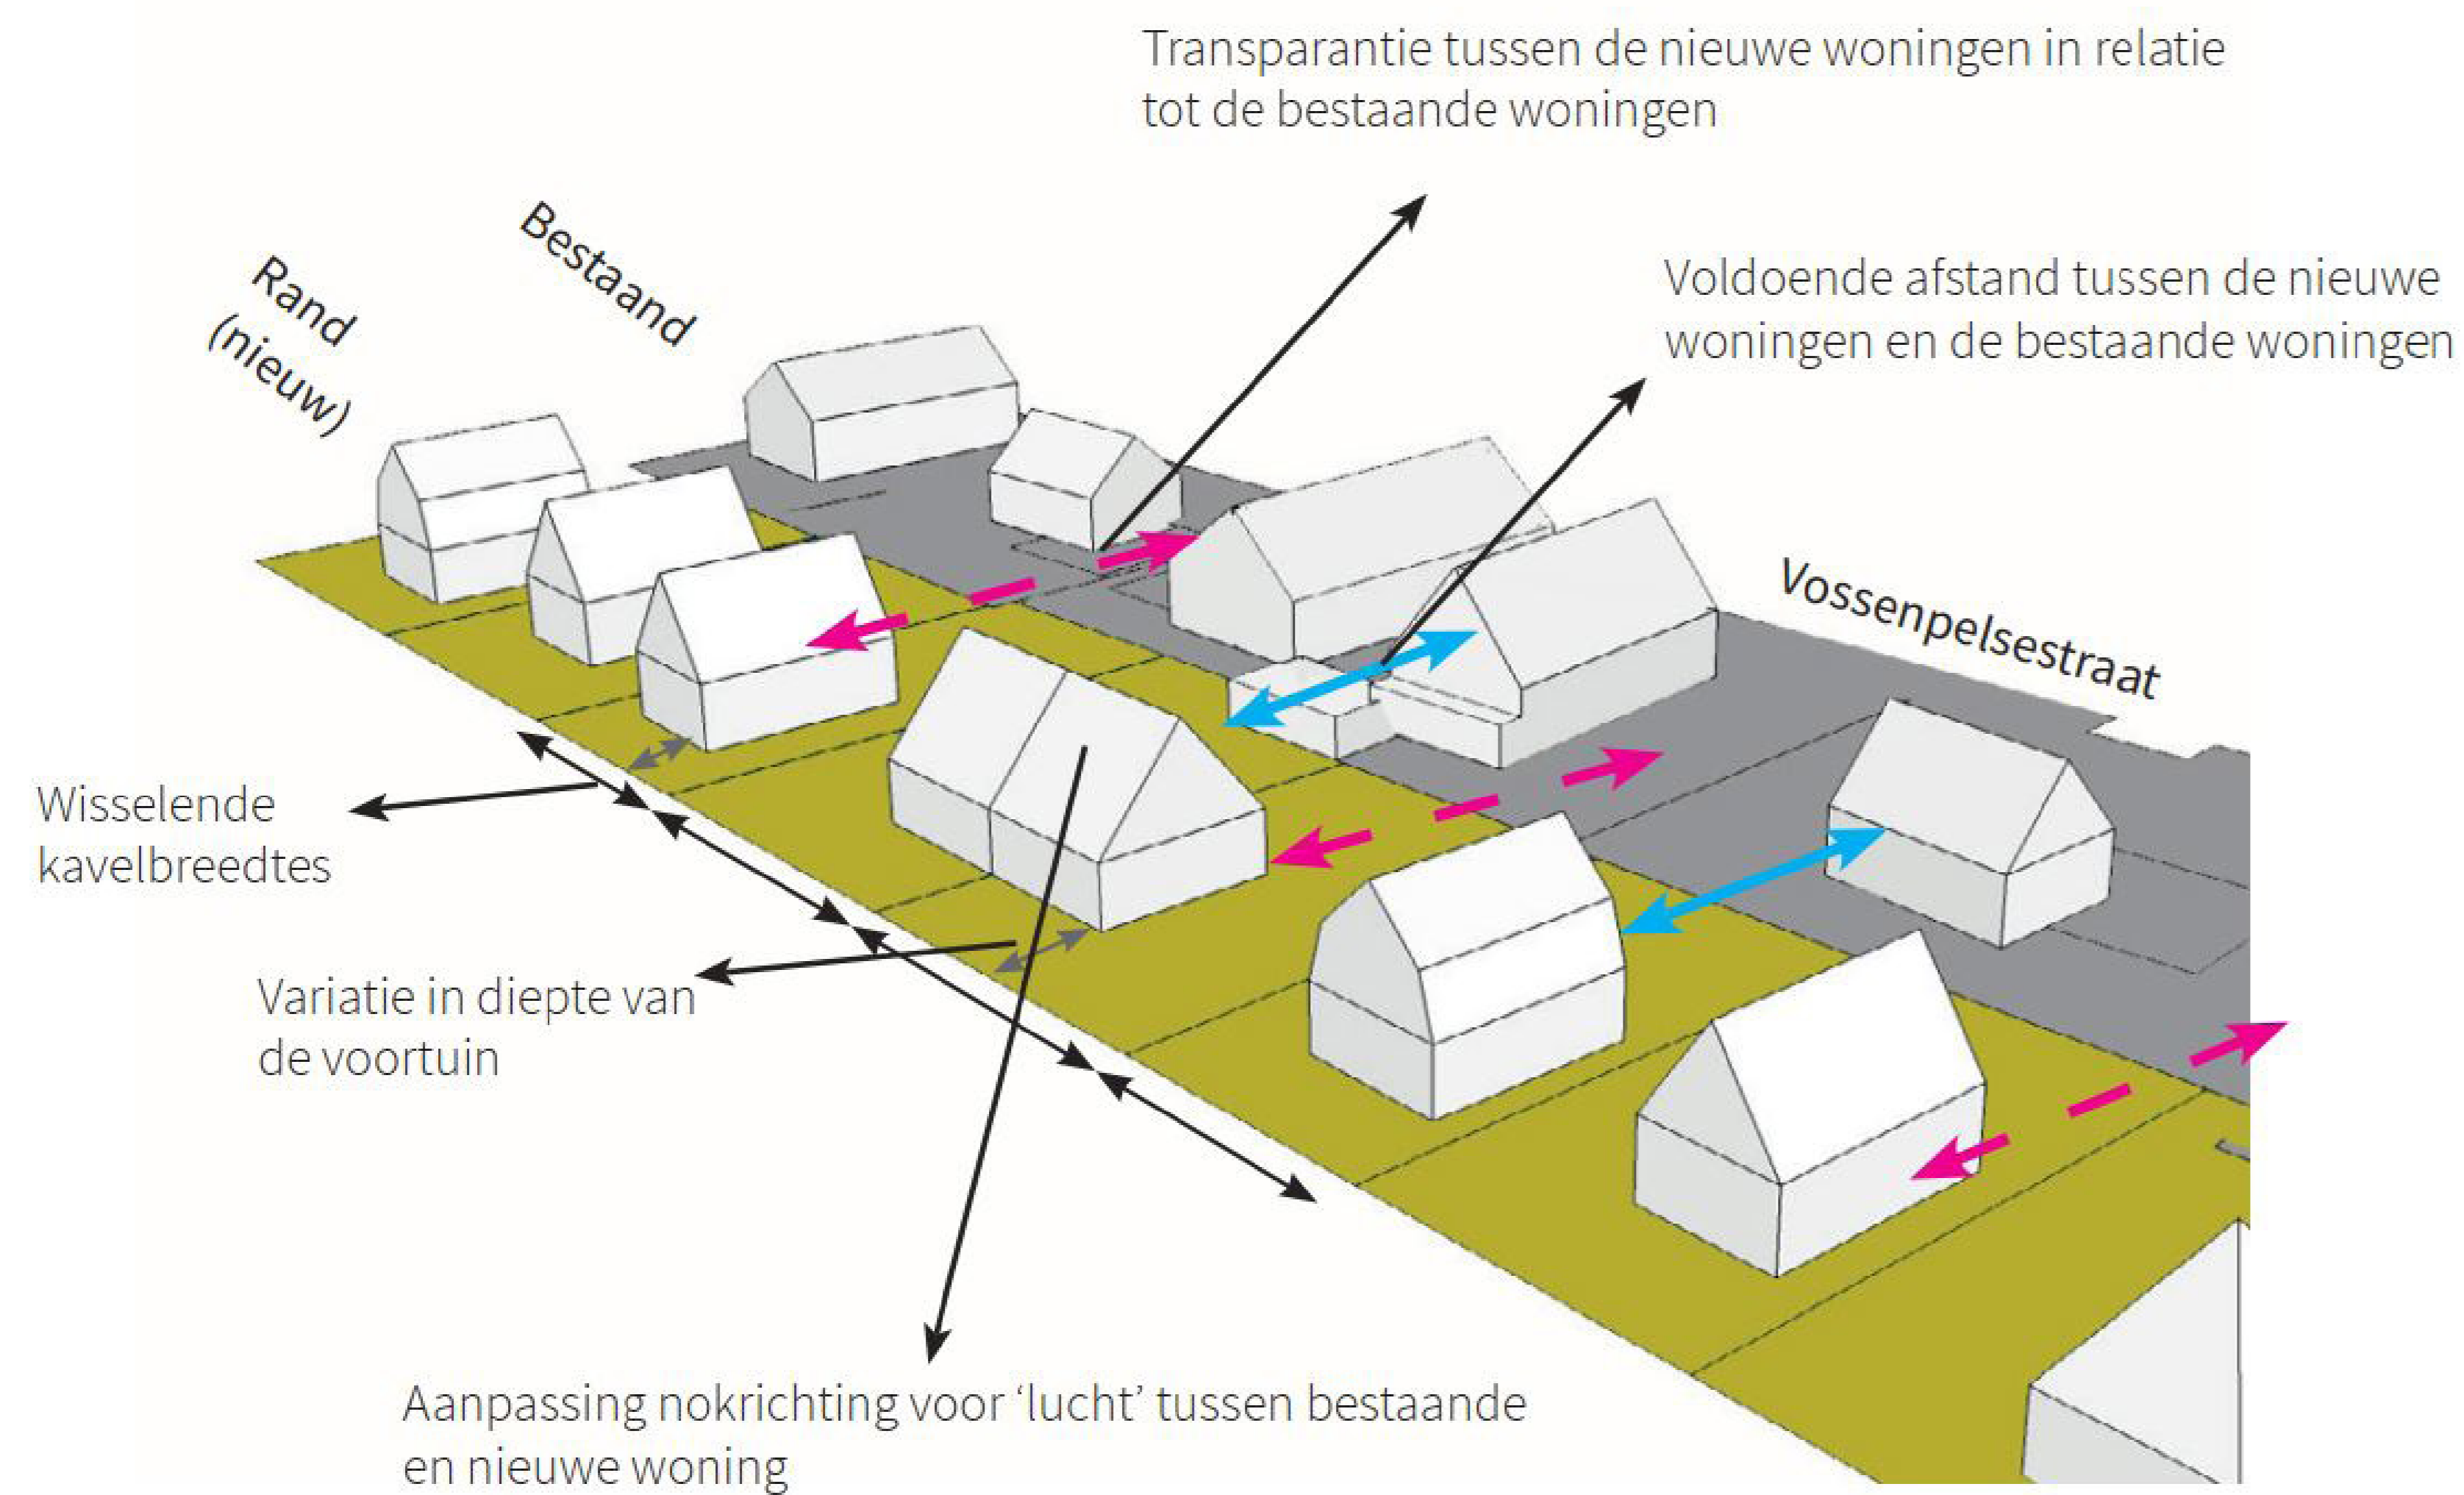 Transparantie tussen de nieuwe woningen in relatie
tot de bestaande woningen
Voldoende afstand tussen de nieuwe
woningen en de bestaande woningen
Bestaand
Rand
(nieuw)
Vossenpelsestraat
Wisselende
kavelbreedtes
Variatie in diepte van
de voortuin
Aanpassing nokrichting voor ‘lucht’ tussen bestaande
en nieuwe woning